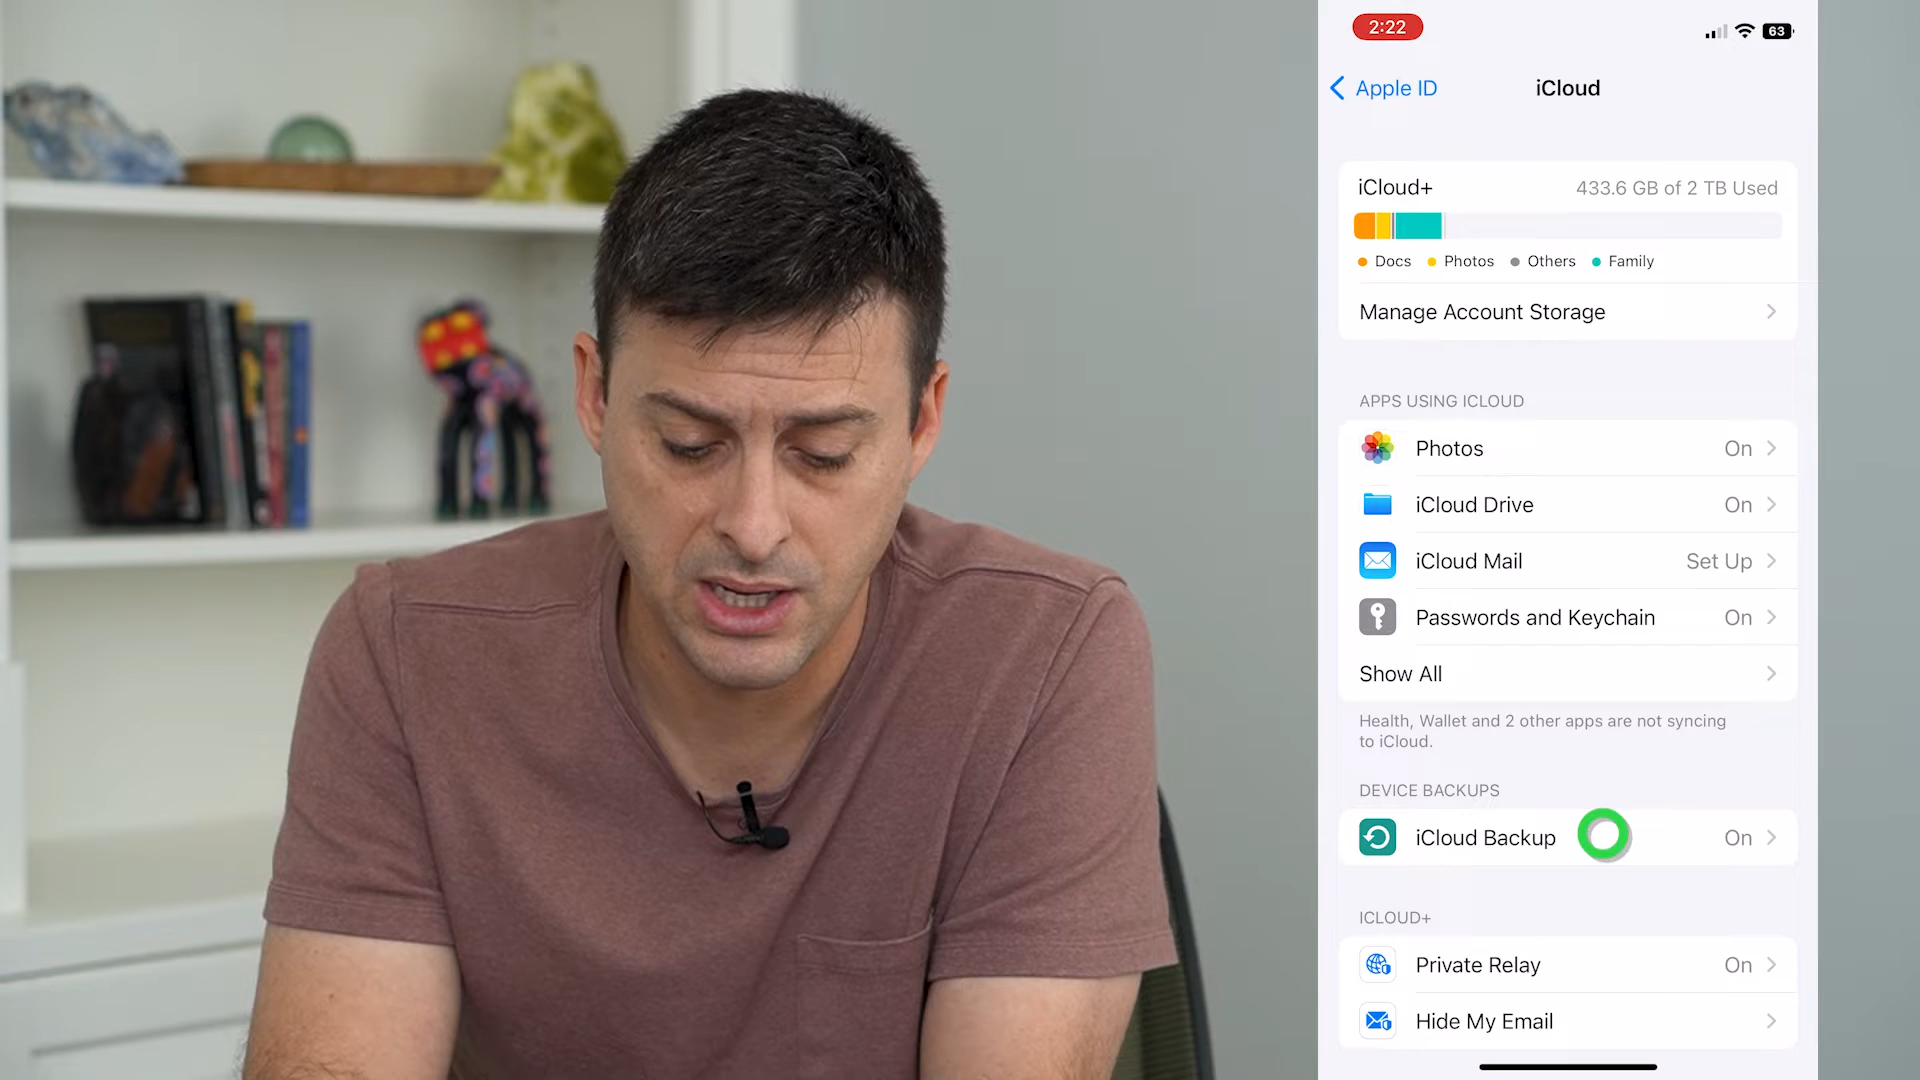 2:22
63
Apple ID
iCloud
iCloud+
433.6 GB of 2 TB Used
Docs
Photos
Others
Family
Manage Account Storage
APPS USING ICLOUD
Photos
On
iCloud Drive
On
iCloud Mail
Set Up
Passwords and Keychain
On
Show All
Health, Wallet and 2 other apps are not syncing
to iCloud.
DEVICE BACKUPS
iCloud Backup
On
ICLOUD+
Private Relay
On
Hide My Email